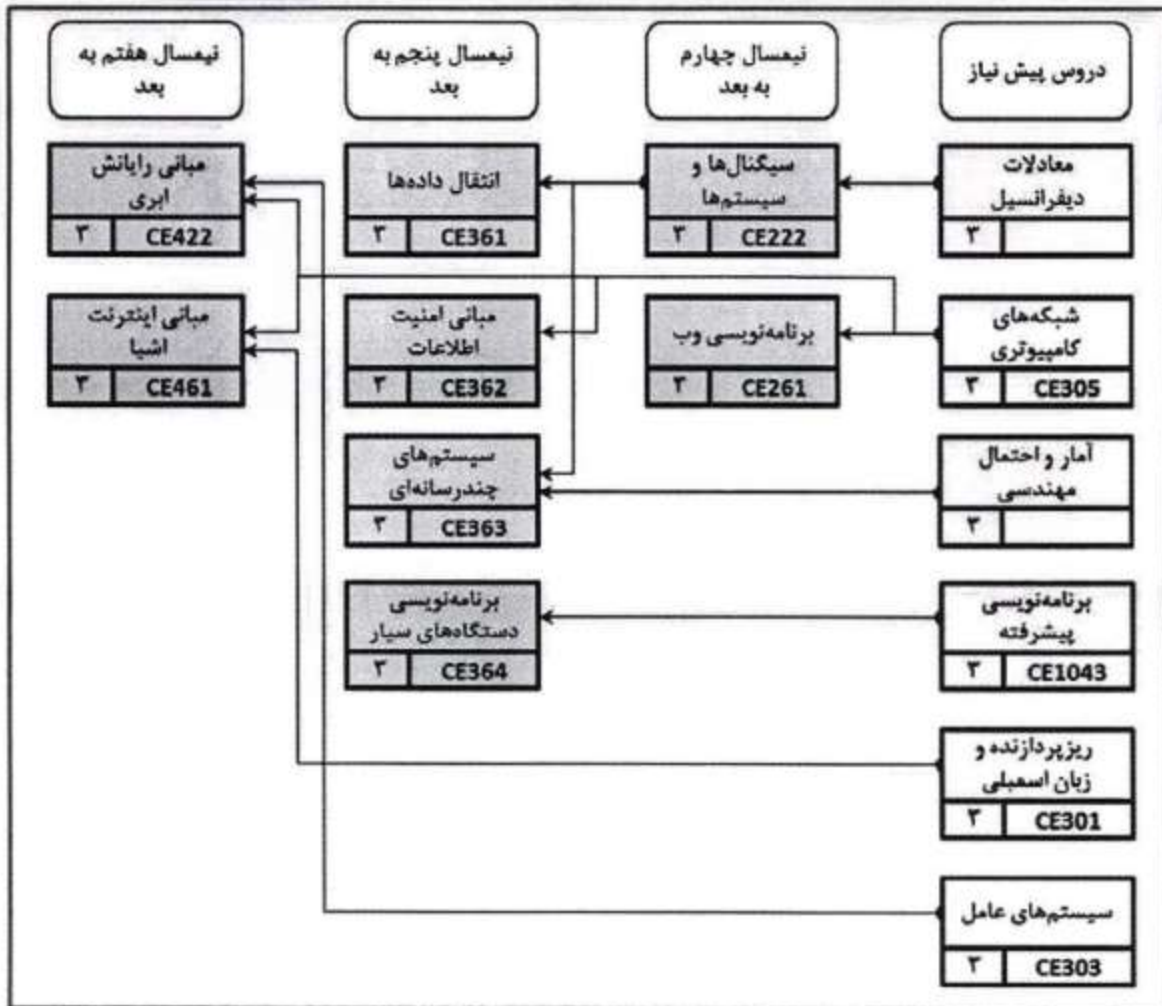 دروس پیش نیاز
نیمسال چهارم
به بعد
نیمسال پنجم به
بعد
نیمسال هفتم به
بعد
معادلات
دیفرانسیل
۳
سیگنال‌ها و
سیستم‌ها
CE222 ۳
انتقال داده‌ها
CE361 ۳
مبانی رایانش
ابری
CE422 ۳
شبکه‌های
کامپیوتری
CE305 ۳
برنامه‌نویسی وب
CE261 ۳
مبانی امنیت
اطلاعات
CE362 ۳
مبانی اینترنت
اشیا
CE461 ۳
آمار و احتمال
مهندسی
۳
سیستم‌های
چندرسانه‌ای
CE363 ۳
برنامه‌نویسی
پیشرفته
CE1043 ۳
برنامه‌نویسی
دستگاه‌های سیار
CE364 ۳
ریزپردازنده و
زبان اسمبلی
CE301 ۳
سیستم‌های عامل
CE303 ۳